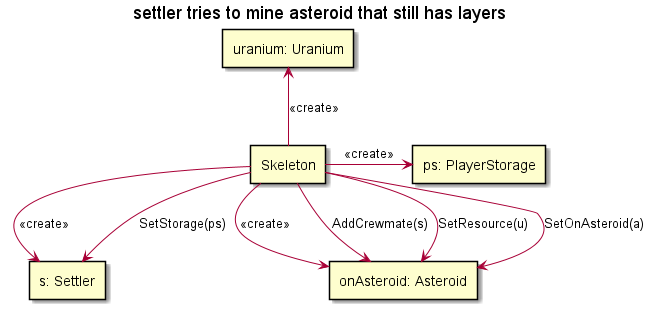 settler tries to mine asteroid that still has layers
uranium: Uranium
«create»
Skeleton
«create»
ps: PlayerStorage
«create»
SetStorage(ps)
«create»
AddCrewmate(s)
SetResource(u)
SetOnAsteroid(a)
s: Settler
onAsteroid: Asteroid